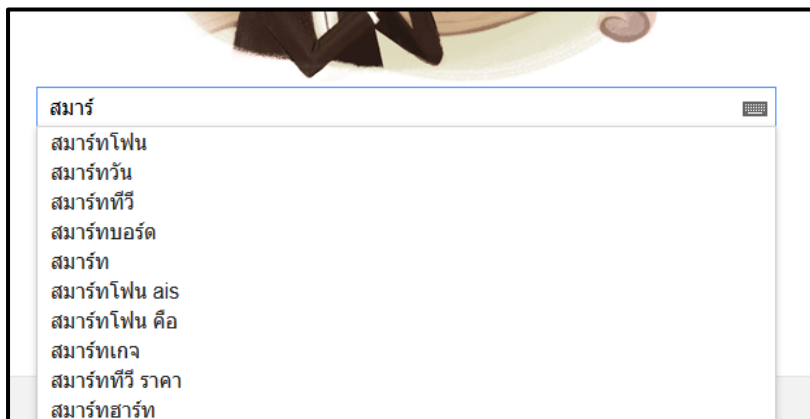 สมาร์
สมาร์ทโฟน
สมาร์ทวัน
สมาร์ททีวี
สมาร์ทบอร์ด
สมาร์ท
สมาร์ทโฟน ais
สมาร์ทโฟน คือ
สมาร์ทเกจ
สมาร์ททีวี ราคา
สมาร์ทฮาร์ท